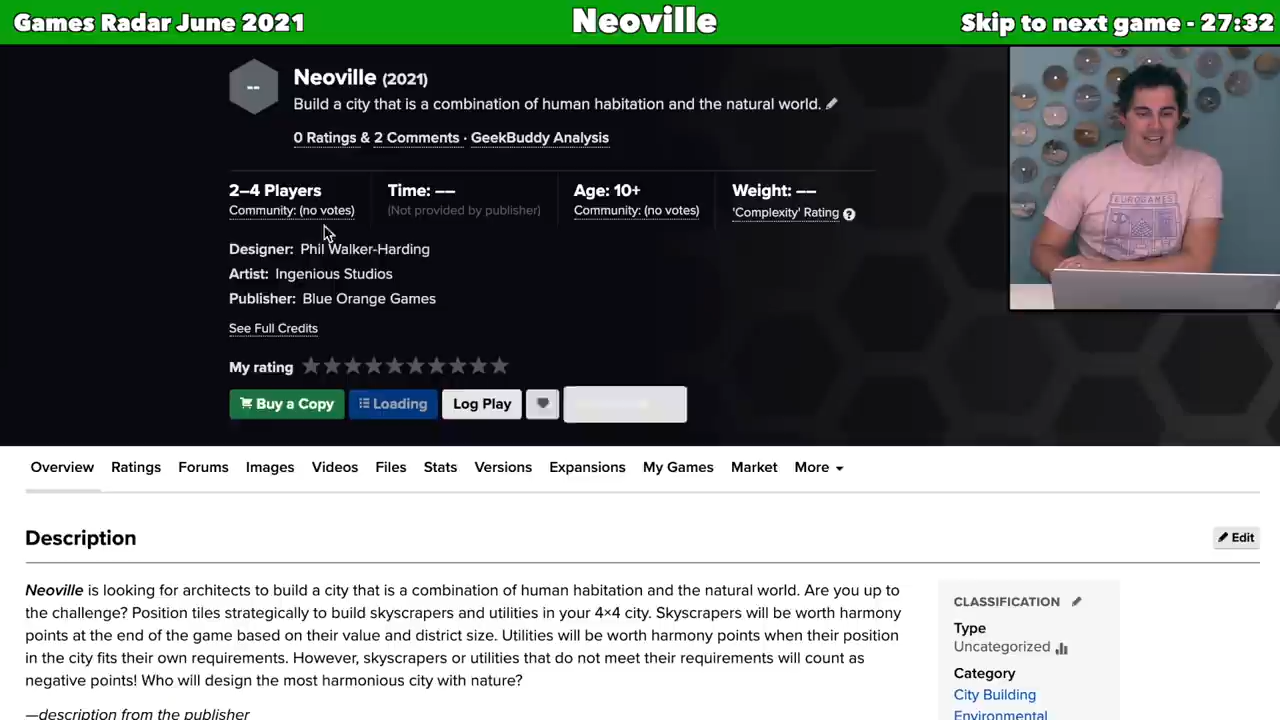 Games Radar June 2021
Neoville
Skip to next game - 27:32
--
Neoville (2021)
Build a city that is a combination of human habitation and the natural world.
0 Ratings & 2 Comments · GeekBuddy Analysis
2–4 Players
Community: (no votes)
Time: ––
(Not provided by publisher)
Age: 10+
Community: (no votes)
Weight: ––
'Complexity' Rating ?
Designer: Phil Walker-Harding
Artist: Ingenious Studios
Publisher: Blue Orange Games
See Full Credits
My rating
Buy a Copy
Loading
Log Play
EUROGAMES
Overview
Ratings
Forums
Images
Videos
Files
Stats
Versions
Expansions
My Games
Market
More
Description
Edit
Neoville is looking for architects to build a city that is a combination of human habitation and the natural world. Are you up to
the challenge? Position tiles strategically to build skyscrapers and utilities in your 4×4 city. Skyscrapers will be worth harmony
points at the end of the game based on their value and district size. Utilities will be worth harmony points when their position
in the city fits their own requirements. However, skyscrapers or utilities that do not meet their requirements will count as
negative points! Who will design the most harmonious city with nature?
—description from the publisher
CLASSIFICATION
Type
Uncategorized
Category
City Building
Environmental